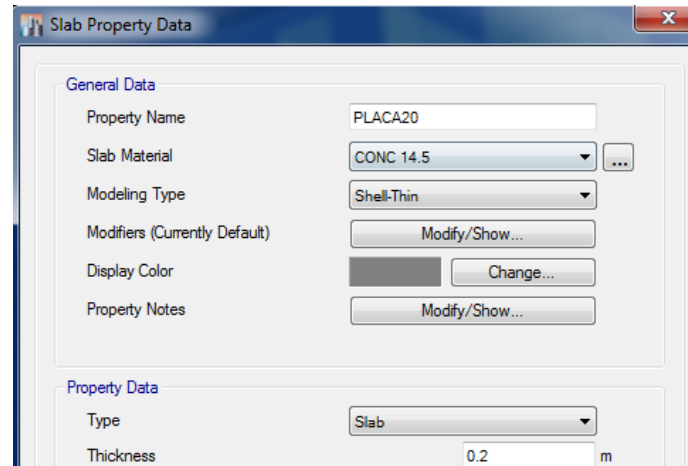 Slab Property Data
General Data
Property Name PLACA20
Slab Material CONC 14.5 ...
Modeling Type Shell-Thin
Modifiers (Currently Default) Modify/Show...
Display Color Change...
Property Notes Modify/Show...
Property Data
Type Slab
Thickness 0.2 m